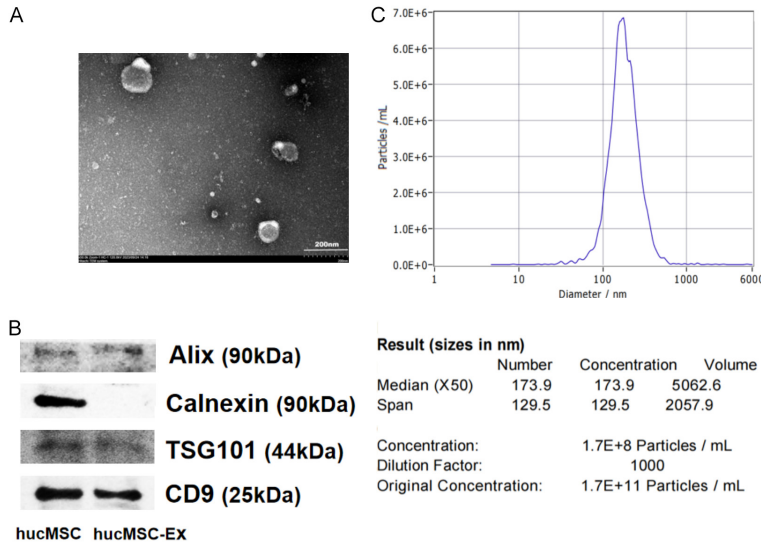 A
200nm
B
Alix (90kDa)
Calnexin (90kDa)
TSG101 (44kDa)
CD9 (25kDa)
hucMSC hucMSC-Ex
C
Particles /mL
7.0E+6
6.0E+6
5.0E+6
4.0E+6
3.0E+6
2.0E+6
1.0E+6
0.0E+0
1 10 100 1000 6000
Diameter / nm
Result (sizes in nm)
Number Concentration Volume
Median (X50) 173.9 173.9 5062.6
Span 129.5 129.5 2057.9
Concentration: 1.7E+8 Particles / mL
Dilution Factor: 1000
Original Concentration: 1.7E+11 Particles / mL